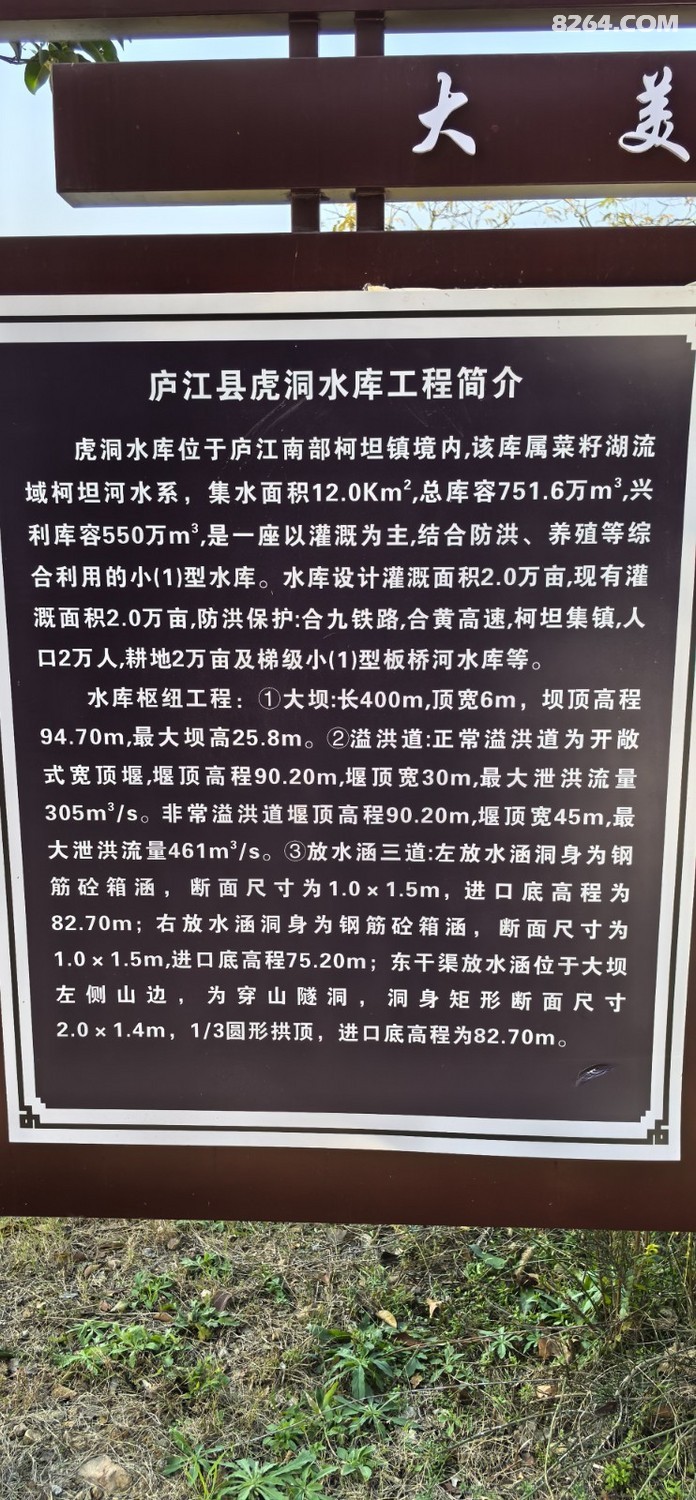 8264.COM
大 美
庐江县虎洞水库工程简介
虎洞水库位于庐江南部柯坦镇境内,该库属菜籽湖流
域柯坦河水系，集水面积12.0Km²,总库容751.6万m³,兴
利库容550万m³,是一座以灌溉为主,结合防洪、养殖等综
合利用的小(1)型水库。水库设计灌溉面积2.0万亩,现有灌
溉面积2.0万亩,防洪保护:合九铁路,合黄高速,柯坦集镇,人
口2万人,耕地2万亩及梯级小(1)型板桥河水库等。
水库枢纽工程：①大坝:长400m,顶宽6m，坝顶高程
94.70m,最大坝高25.8m。②溢洪道:正常溢洪道为开敞
式宽顶堰,堰顶高程90.20m,堰顶宽30m,最大泄洪流量
305m³/s。非常溢洪道堰顶高程90.20m,堰顶宽45m,最
大泄洪流量461m³/s。③放水涵三道:左放水涵洞身为钢
筋砼箱涵，断面尺寸为1.0×1.5m，进口底高程为
82.70m；右放水涵洞身为钢筋砼箱涵，断面尺寸为
1.0×1.5m,进口底高程75.20m；东干渠放水涵位于大坝
左侧山边，为穿山隧洞，洞身矩形断面尺寸
2.0×1.4m，1/3圆形拱顶，进口底高程为82.70m。